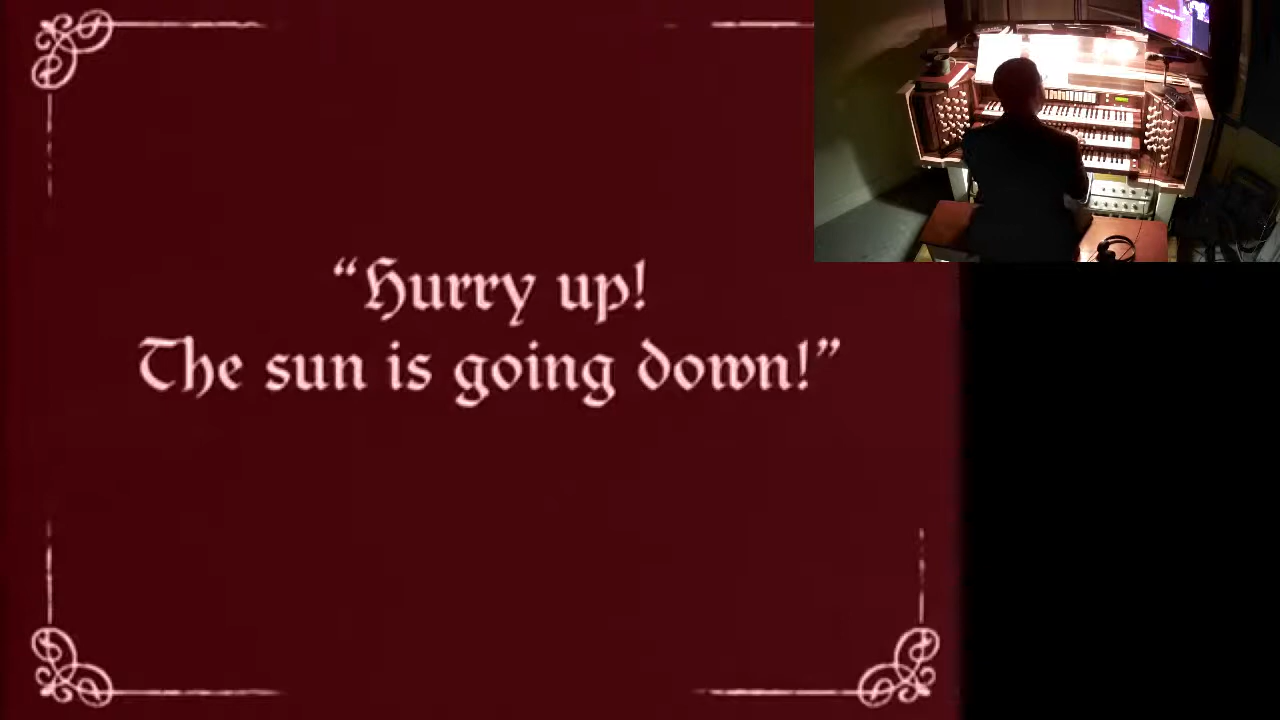 “Hurry up!
The sun is going down!”